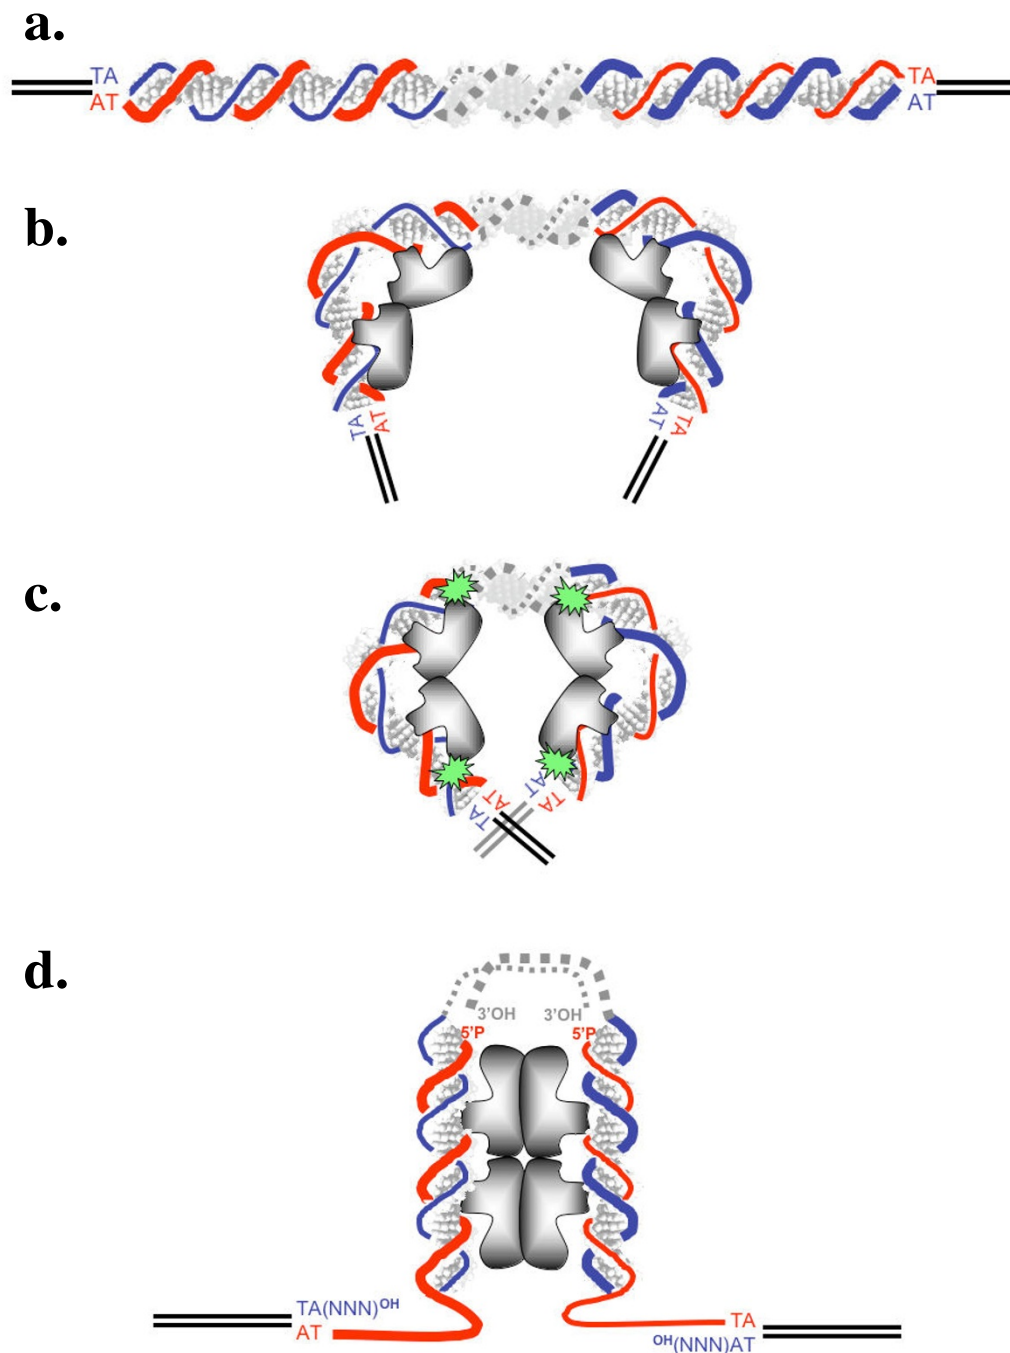 a.
TA TA
AT AT
b.
TA AT AT TA
c.
TA AT AT TA
d.
3'OH 3'OH
5'P 5'P
TA(NNN)OH TA
AT OH(NNN)AT